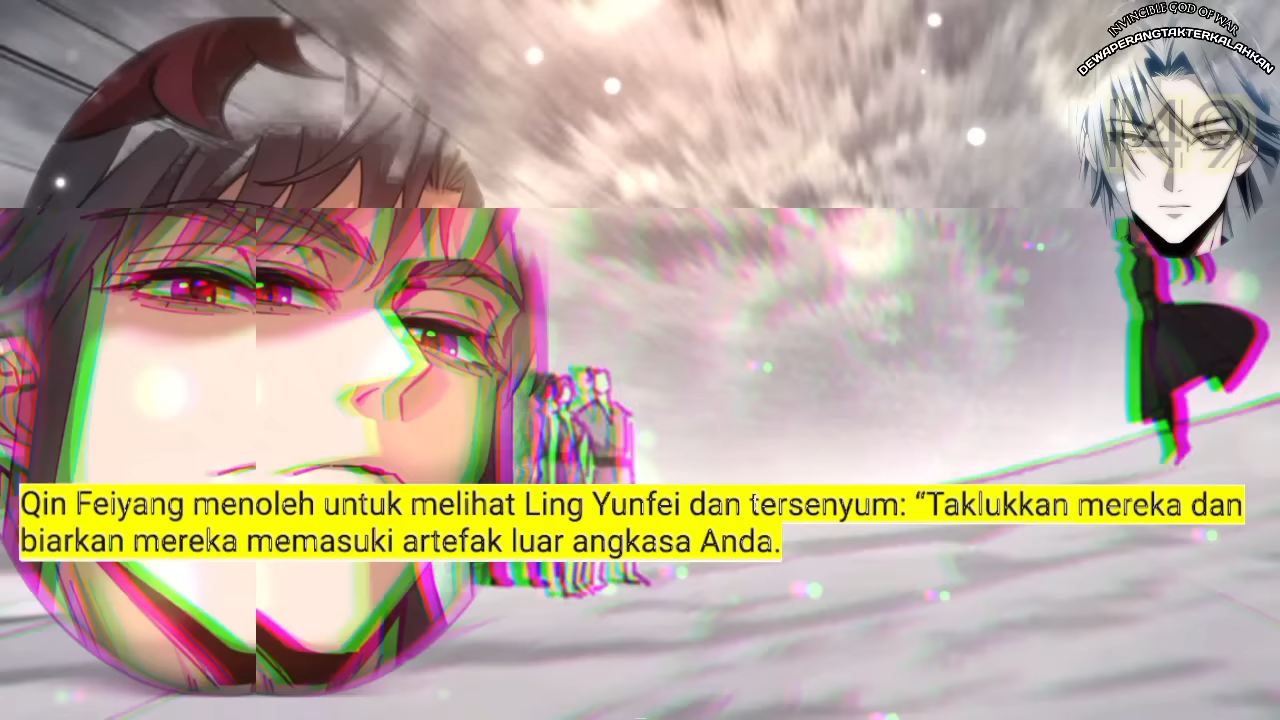 INVINCIBLE GOD OF WAR
DEWAPERANGTAKTERKALAHKAN
149
Qin Feiyang menoleh untuk melihat Ling Yunfei dan tersenyum: “Taklukkan mereka dan
biarkan mereka memasuki artefak luar angkasa Anda.